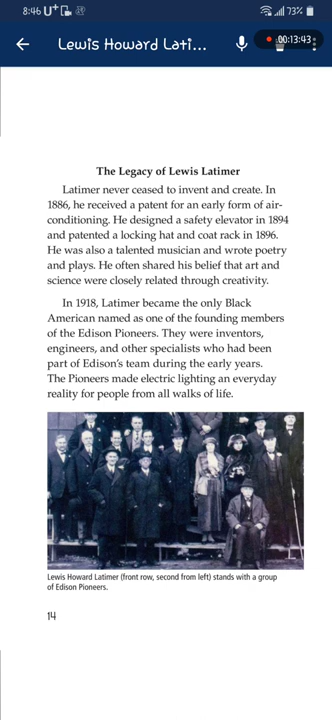 8:46 U+ 73%
Lewis Howard Lati... 00:13:43
The Legacy of Lewis Latimer
Latimer never ceased to invent and create. In
1886, he received a patent for an early form of air-
conditioning. He designed a safety elevator in 1894
and patented a locking hat and coat rack in 1896.
He was also a talented musician and wrote poetry
and plays. He often shared his belief that art and
science were closely related through creativity.
In 1918, Latimer became the only Black
American named as one of the founding members
of the Edison Pioneers. They were inventors,
engineers, and other specialists who had been
part of Edison's team during the early years.
The Pioneers made electric lighting an everyday
reality for people from all walks of life.
Lewis Howard Latimer (front row, second from left) stands with a group
of Edison Pioneers.
14